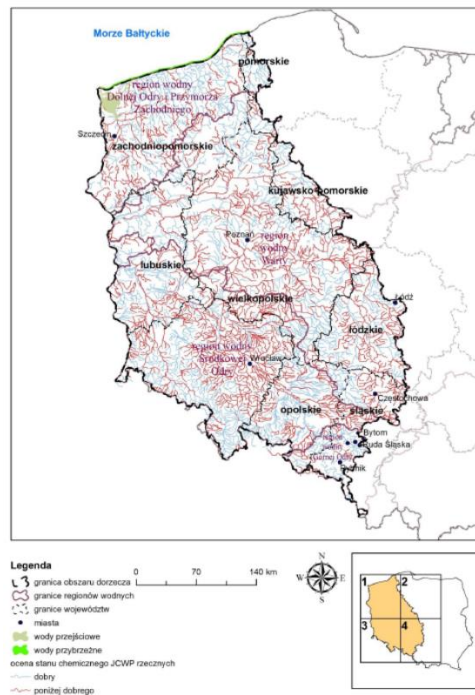 Morze Bałtyckie
pomorskie
region wodny
Dolnej Odry i Przymorza
Zachodniego
Szczecin
zachodniopomorskie
kujawsko-pomorskie
Poznań
region
wodny
Warty
lubuskie
wielkopolskie
Łódź
łódzkie
region wodny
Środkowej
Odry
Wrocław
Częstochowa
opolskie
śląskie
Bytom
region
Ruda Śląska
Górnej Odry
Rybnik
Legenda
granica obszaru dorzecza
granice regionów wodnych
granice województw
miasta
wody przejściowe
wody przybrzeżne
ocena stanu chemicznego JCWP rzecznych
dobry
poniżej dobrego
0 70 140 km
N
W E
S
1 2
3 4